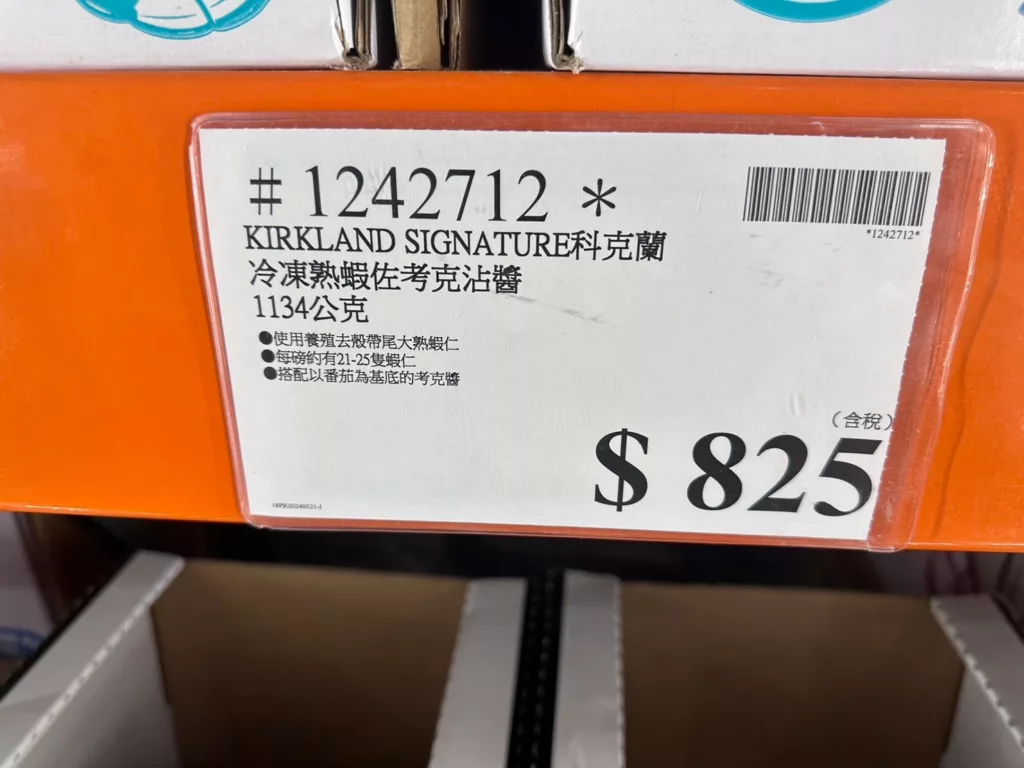 # 1242712 *
*1242712*
KIRKLAND SIGNATURE科克蘭
冷凍熟蝦佐考克沾醬
1134公克
●使用養殖去殼帶尾大熟蝦仁
●每磅約有21-25隻蝦仁
●搭配以番茄為基底的考克醬
(含稅)
$ 825